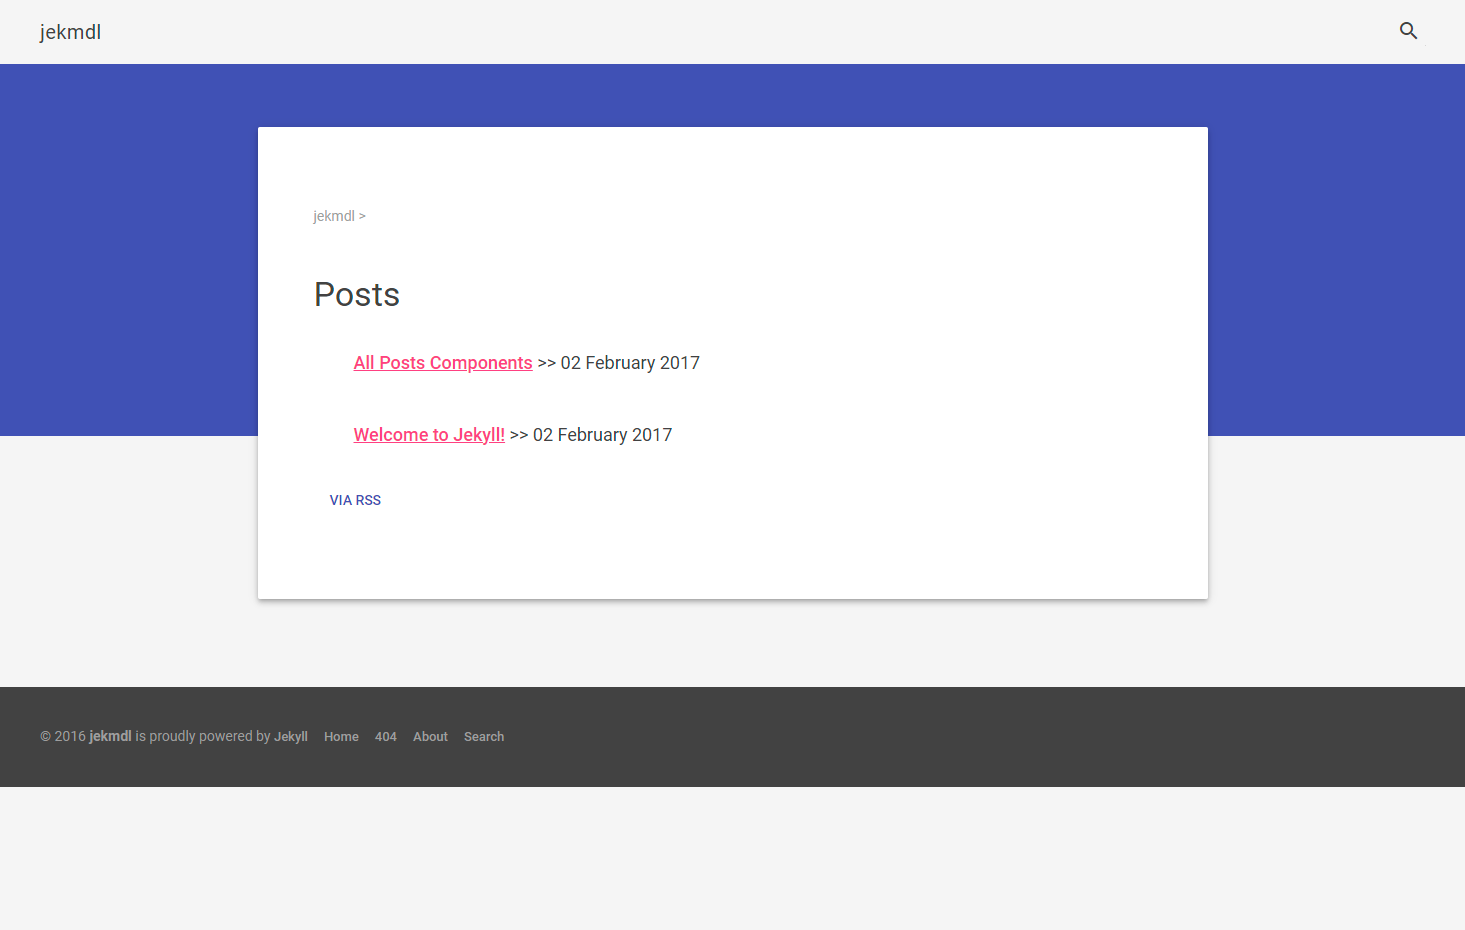 jekmdl
jekmdl >
Posts
All Posts Components >> 02 February 2017
Welcome to Jekyll! >> 02 February 2017
VIA RSS
© 2016 jekmdl is proudly powered by Jekyll Home 404 About Search